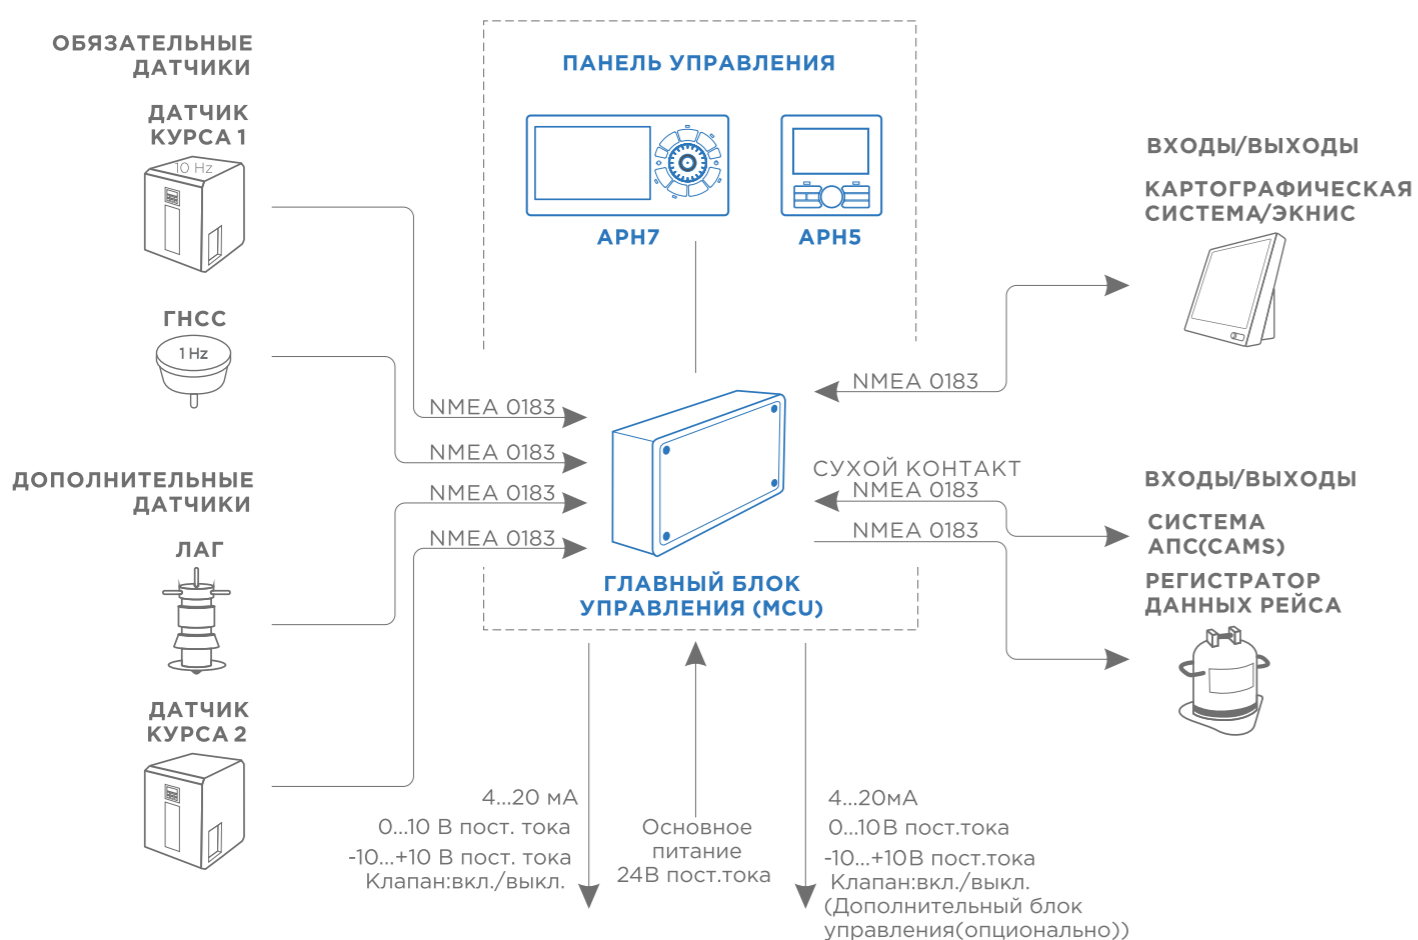 ОБЯЗАТЕЛЬНЫЕ
ДАТЧИКИ
ДАТЧИК
КУРСА 1
10 Hz
ГНСС
1 Hz
ДОПОЛНИТЕЛЬНЫЕ
ДАТЧИКИ
ЛАГ
ДАТЧИК
КУРСА 2
ПАНЕЛЬ УПРАВЛЕНИЯ
APH7
APH5
NMEA 0183
NMEA 0183
NMEA 0183
NMEA 0183
ГЛАВНЫЙ БЛОК
УПРАВЛЕНИЯ (MCU)
NMEA 0183
СУХОЙ КОНТАКТ
NMEA 0183
NMEA 0183
ВХОДЫ/ВЫХОДЫ
КАРТОГРАФИЧЕСКАЯ
СИСТЕМА/ЭКНИС
ВХОДЫ/ВЫХОДЫ
СИСТЕМА
АПС(CAMS)
РЕГИСТРАТОР
ДАННЫХ РЕЙСА
4...20 мА
0...10 В пост. тока
-10...+10 В пост. тока
Клапан:вкл./выкл.
Основное
питание
24В пост.тока
4...20мА
0...10В пост.тока
-10...+10В пост.тока
Клапан:вкл./выкл.
(Дополнительный блок
управления(опционально))